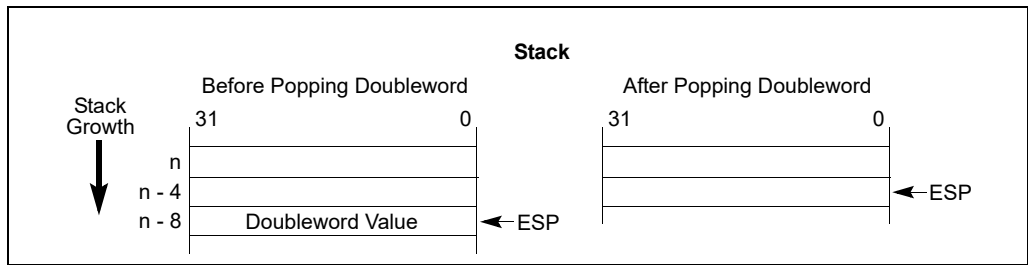 Stack
Before Popping Doubleword
After Popping Doubleword
Stack
Growth
31 0
31 0
n
n - 4
ESP
n - 8
Doubleword Value
ESP